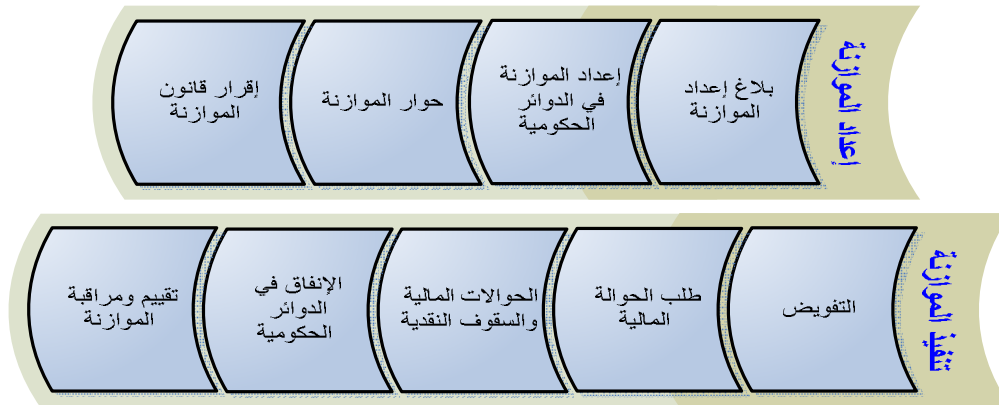 إعداد الموازنة
بلاغ إعداد
الموازنة
إعداد الموازنة
في الدوائر
الحكومية
حوار الموازنة
إقرار قانون
الموازنة
تنفيذ الموازنة
التفويض
طلب الحوالة
المالية
الحوالات المالية
والسقوف النقدية
الإنفاق في
الدوائر
الحكومية
تقييم ومراقبة
الموازنة